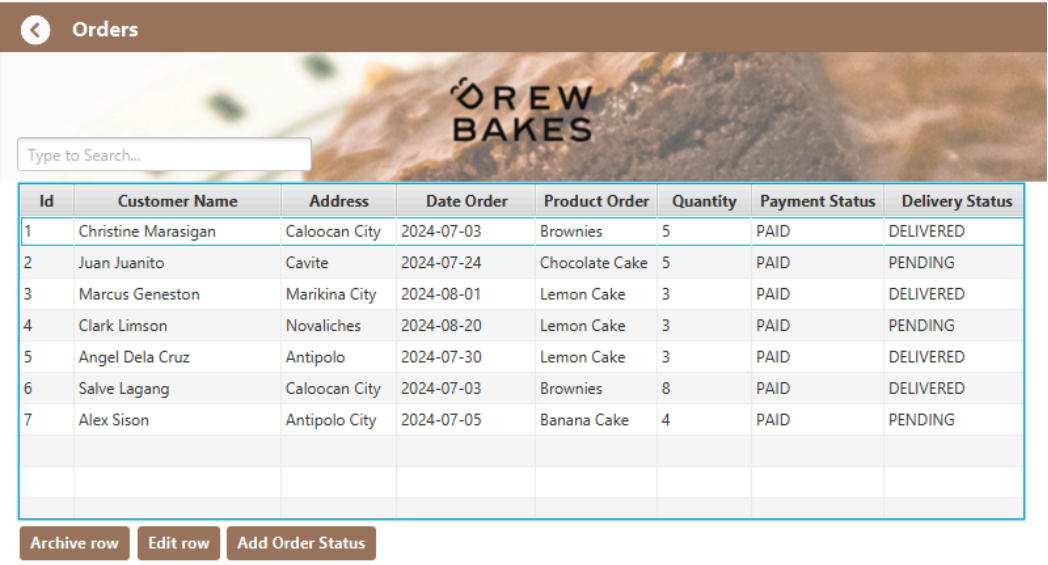 Orders
DREW
BAKES
Type to Search...
Id Customer Name Address Date Order Product Order Quantity Payment Status Delivery Status
1 Christine Marasigan Caloocan City 2024-07-03 Brownies 5 PAID DELIVERED
2 Juan Juanito Cavite 2024-07-24 Chocolate Cake 5 PAID PENDING
3 Marcus Geneston Marikina City 2024-08-01 Lemon Cake 3 PAID DELIVERED
4 Clark Limson Novaliches 2024-08-20 Lemon Cake 3 PAID PENDING
5 Angel Dela Cruz Antipolo 2024-07-30 Lemon Cake 3 PAID DELIVERED
6 Salve Lagang Caloocan City 2024-07-03 Brownies 8 PAID DELIVERED
7 Alex Sison Antipolo City 2024-07-05 Banana Cake 4 PAID PENDING
Archive row Edit row Add Order Status